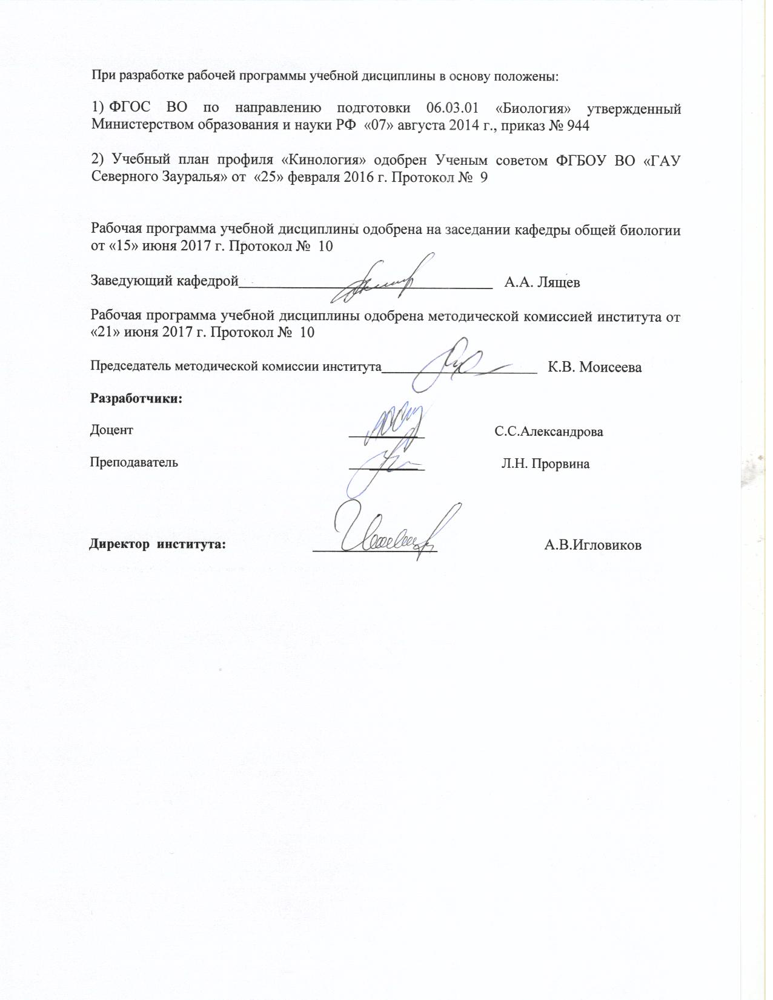 При разработке рабочей программы учебной дисциплины в основу положены:
1) ФГОС ВО по направлению подготовки 06.03.01 «Биология» утвержденный
Министерством образования и науки РФ «07» августа 2014 г., приказ № 944
2) Учебный план профиля «Кинология» одобрен Ученым советом ФГБОУ ВО «ГАУ
Северного Зауралья» от «25» февраля 2016 г. Протокол № 9
Рабочая программа учебной дисциплины одобрена на заседании кафедры общей биологии
от «15» июня 2017 г. Протокол № 10
Заведующий кафедрой А.А. Лящев
Рабочая программа учебной дисциплины одобрена методической комиссией института от
«21» июня 2017 г. Протокол № 10
Председатель методической комиссии института К.В. Моисеева
Разработчики:
Доцент С.С.Александрова
Преподаватель Л.Н. Прорвина
Директор института: А.В.Игловиков